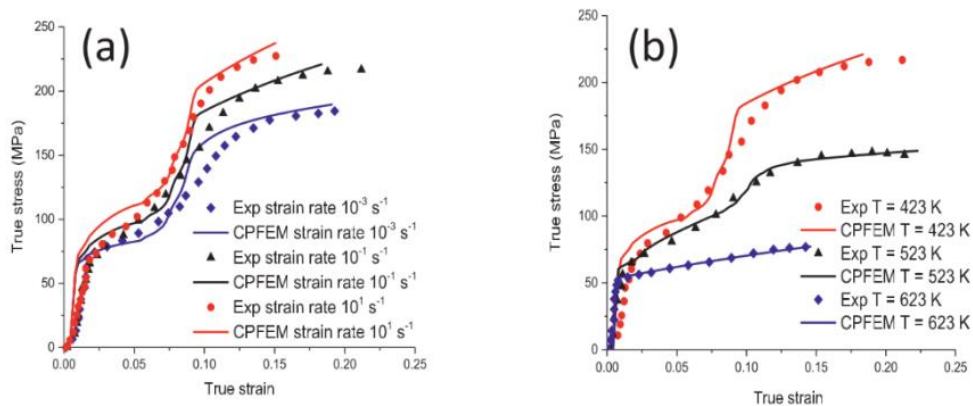 (a)
True stress (MPa)
250
200
150
100
50
0
Exp strain rate 10⁻³ s⁻¹
CPFEM strain rate 10⁻³ s⁻¹
Exp strain rate 10⁻¹ s⁻¹
CPFEM strain rate 10⁻¹ s⁻¹
Exp strain rate 10¹ s⁻¹
CPFEM strain rate 10¹ s⁻¹
0.00 0.05 0.10 0.15 0.20 0.25
True strain
(b)
True stress (MPa)
250
200
150
100
50
0
Exp T = 423 K
CPFEM T = 423 K
Exp T = 523 K
CPFEM T = 523 K
Exp T = 623 K
CPFEM T = 623 K
0.00 0.05 0.10 0.15 0.20 0.25
True strain